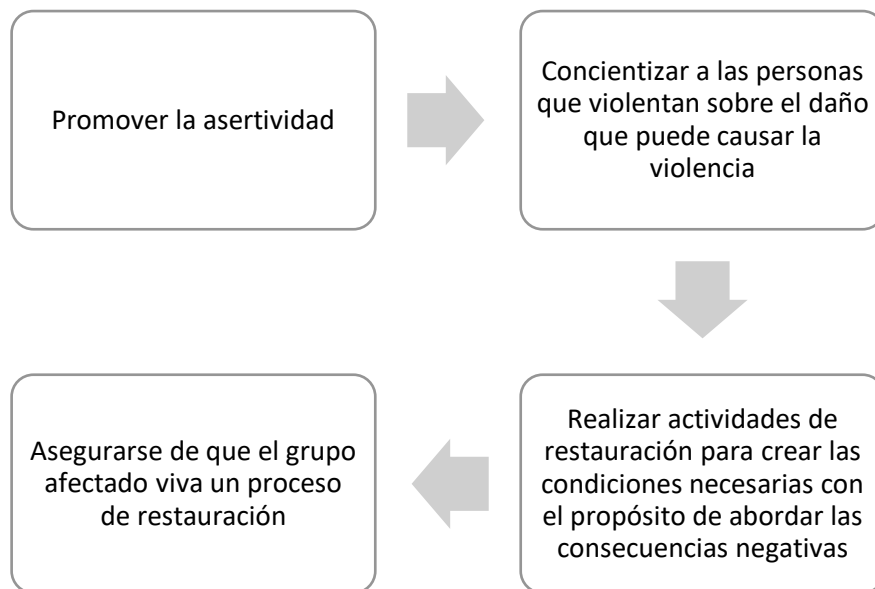 Promover la asertividad
Concientizar a las personas
que violentan sobre el daño
que puede causar la
violencia
Realizar actividades de
restauración para crear las
condiciones necesarias con
el propósito de abordar las
consecuencias negativas
Asegurarse de que el grupo
afectado viva un proceso
de restauración